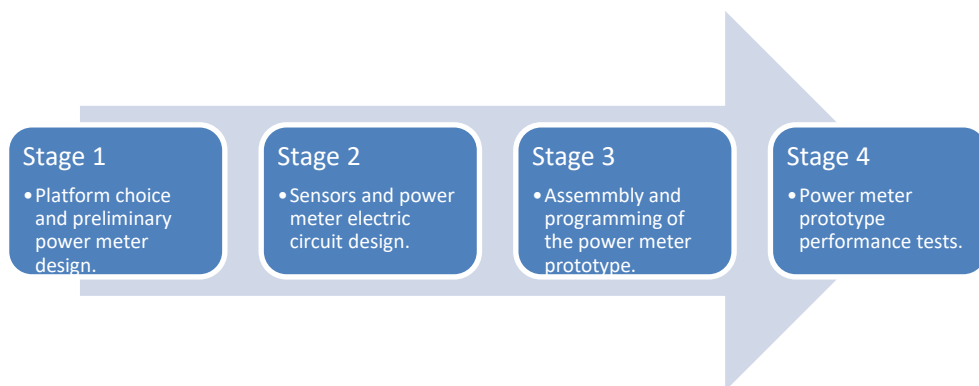 Stage 1
•Platform choice
and preliminary
power meter
design.
Stage 2
•Sensors and power
meter electric
circuit design.
Stage 3
•Assemmbly and
programming of
the power meter
prototype.
Stage 4
•Power meter
prototype
performance tests.